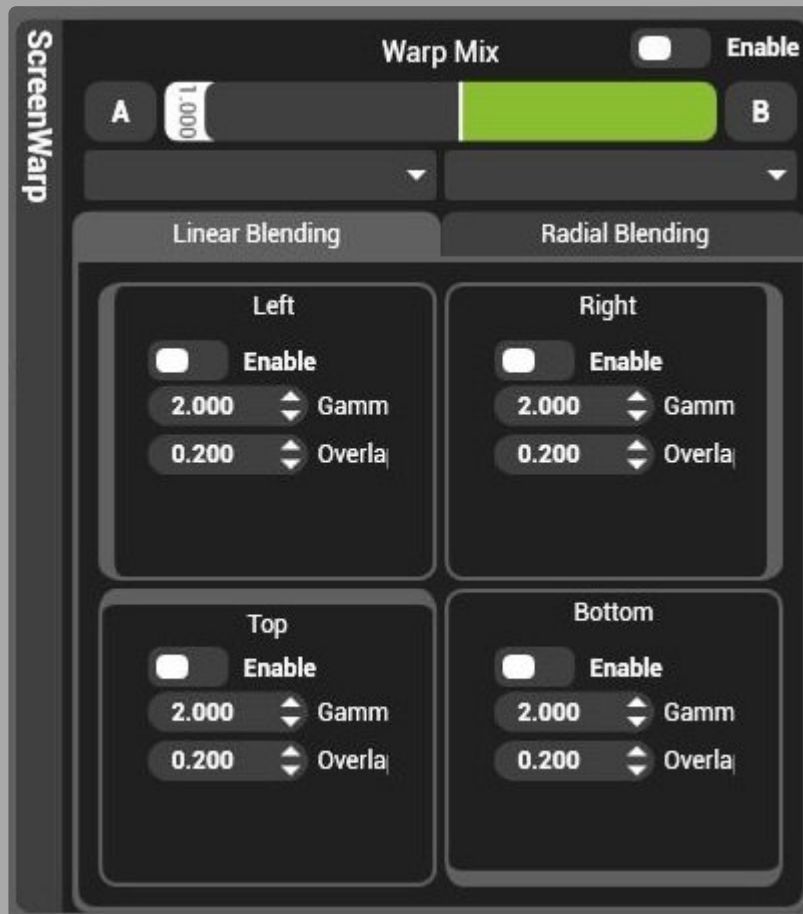 ScreenWarp
Warp Mix Enable
A 1.000 B
Linear Blending Radial Blending
Left
Enable
2.000 Gamm
0.200 Overla
Right
Enable
2.000 Gamm
0.200 Overla
Top
Enable
2.000 Gamm
0.200 Overla
Bottom
Enable
2.000 Gamm
0.200 Overla